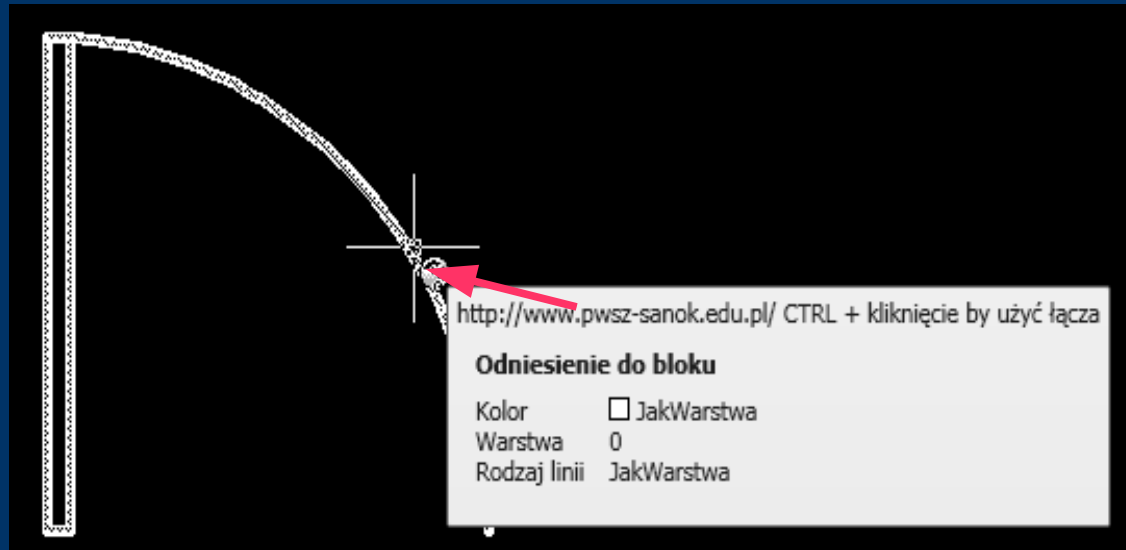 http://www.pwsz-sanok.edu.pl/ CTRL + kliknięcie by użyć łącza
Odniesienie do bloku
Kolor JakWarstwa
Warstwa 0
Rodzaj linii JakWarstwa